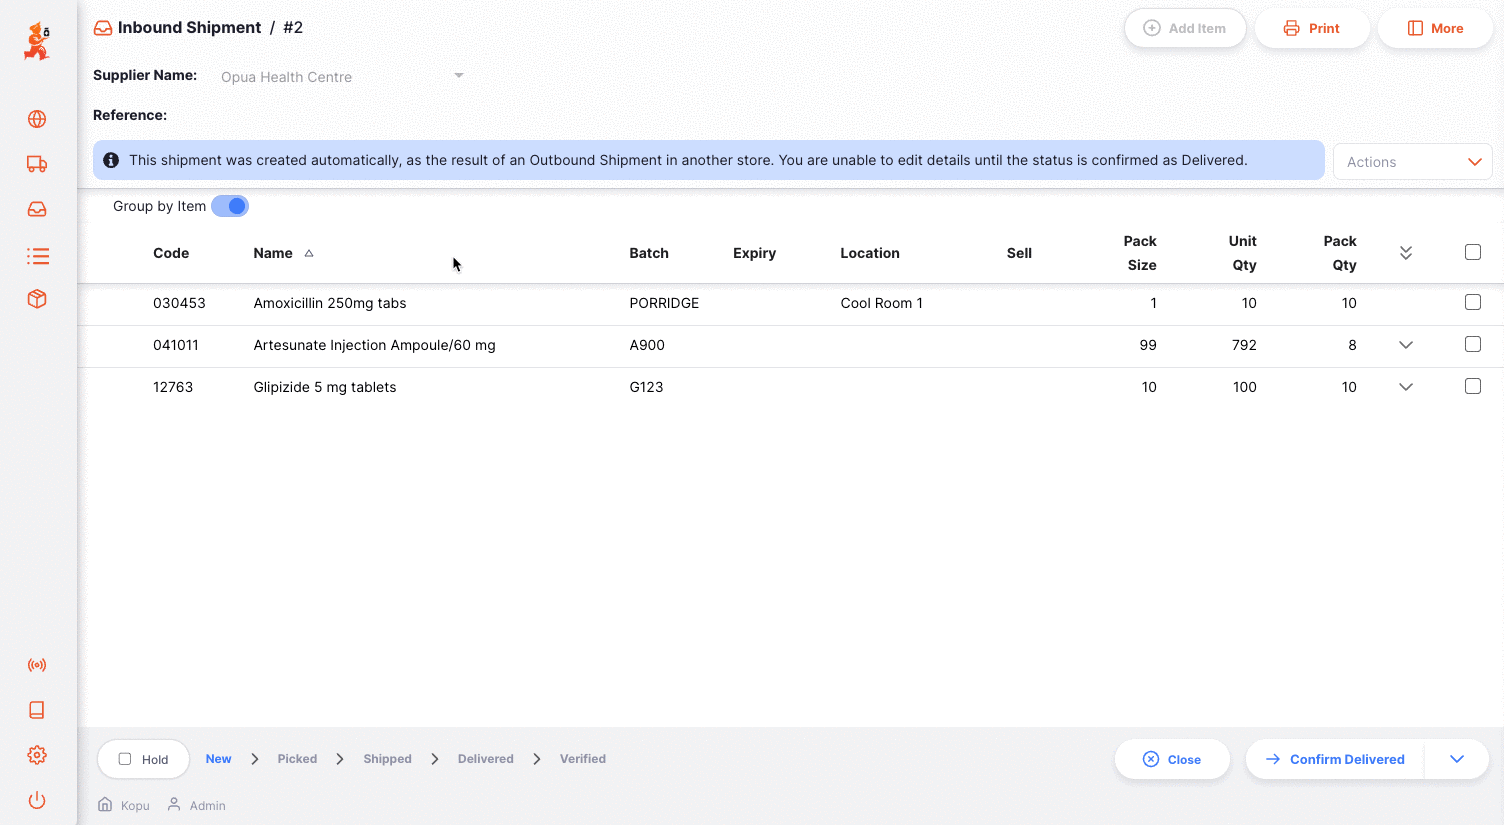 Inbound Shipment / #2
Add Item
Print
More
Supplier Name: Opua Health Centre
Reference:
This shipment was created automatically, as the result of an Outbound Shipment in another store. You are unable to edit details until the status is confirmed as Delivered.
Actions
Group by Item
Code Name Batch Expiry Location Sell Pack Size Unit Qty Pack Qty
030453 Amoxicillin 250mg tabs PORRIDGE Cool Room 1 1 10 10
041011 Artesunate Injection Ampoule/60 mg A900 99 792 8
12763 Glipizide 5 mg tablets G123 10 100 10
Hold New Picked Shipped Delivered Verified Close Confirm Delivered
Kopu Admin